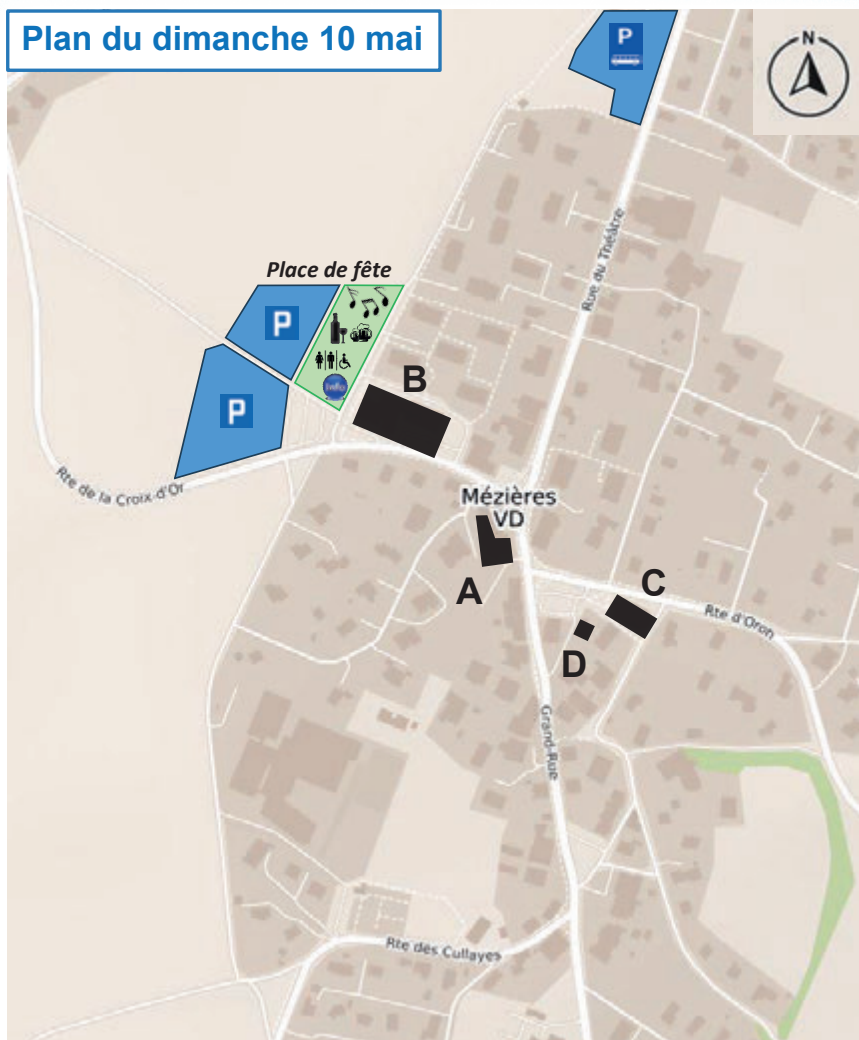 Plan du dimanche 10 mai
P
N
Rue du Théâtre
Place de fête
P
Info
B
P
Rte de la Croix-d'Or
Mézières
VD
A
C
Rte d'Oron
D
Grand-Rue
Rte des Cullayes